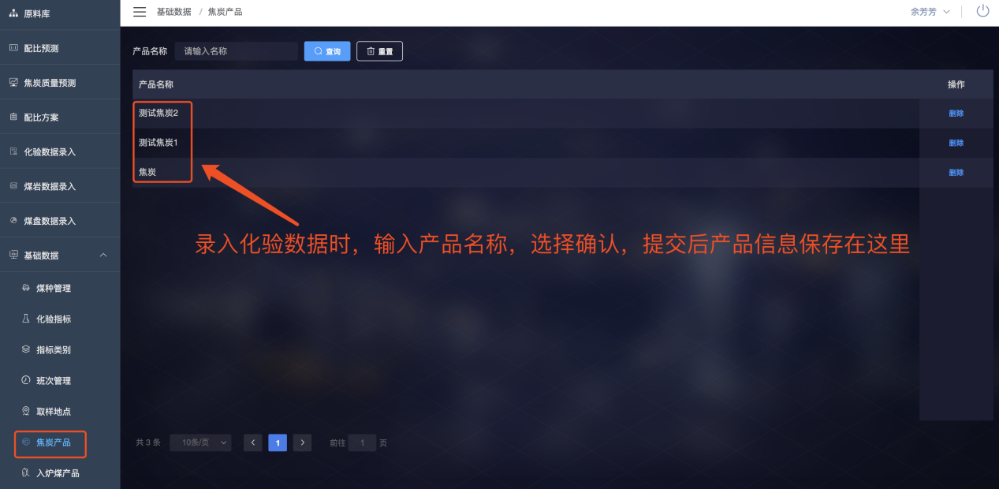 原料库
配比预测
焦炭质量预测
配比方案
化验数据录入
煤岩数据录入
煤盘数据录入
基础数据
煤种管理
化验指标
指标类别
班次管理
取样地点
焦炭产品
入炉煤产品
基础数据 / 焦炭产品
余芳芳
产品名称 请输入名称 查询 重置
产品名称 操作
测试焦炭2 删除
测试焦炭1 删除
焦炭 删除
录入化验数据时，输入产品名称，选择确认，提交后产品信息保存在这里
共 3 条 10条/页 1 前往 1 页